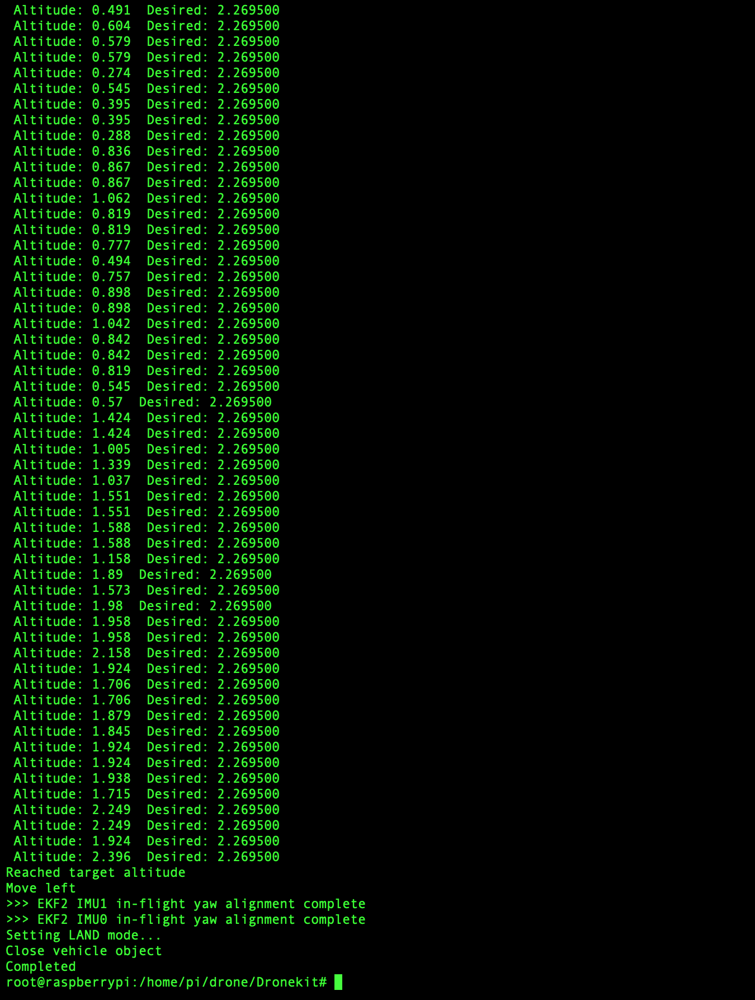 Altitude: 0.491  Desired: 2.269500
Altitude: 0.604  Desired: 2.269500
Altitude: 0.579  Desired: 2.269500
Altitude: 0.579  Desired: 2.269500
Altitude: 0.274  Desired: 2.269500
Altitude: 0.545  Desired: 2.269500
Altitude: 0.395  Desired: 2.269500
Altitude: 0.395  Desired: 2.269500
Altitude: 0.288  Desired: 2.269500
Altitude: 0.836  Desired: 2.269500
Altitude: 0.867  Desired: 2.269500
Altitude: 0.867  Desired: 2.269500
Altitude: 1.062  Desired: 2.269500
Altitude: 0.819  Desired: 2.269500
Altitude: 0.819  Desired: 2.269500
Altitude: 0.777  Desired: 2.269500
Altitude: 0.494  Desired: 2.269500
Altitude: 0.757  Desired: 2.269500
Altitude: 0.898  Desired: 2.269500
Altitude: 0.898  Desired: 2.269500
Altitude: 1.042  Desired: 2.269500
Altitude: 0.842  Desired: 2.269500
Altitude: 0.842  Desired: 2.269500
Altitude: 0.819  Desired: 2.269500
Altitude: 0.545  Desired: 2.269500
Altitude: 0.57  Desired: 2.269500
Altitude: 1.424  Desired: 2.269500
Altitude: 1.424  Desired: 2.269500
Altitude: 1.005  Desired: 2.269500
Altitude: 1.339  Desired: 2.269500
Altitude: 1.037  Desired: 2.269500
Altitude: 1.551  Desired: 2.269500
Altitude: 1.551  Desired: 2.269500
Altitude: 1.588  Desired: 2.269500
Altitude: 1.588  Desired: 2.269500
Altitude: 1.158  Desired: 2.269500
Altitude: 1.89  Desired: 2.269500
Altitude: 1.573  Desired: 2.269500
Altitude: 1.98  Desired: 2.269500
Altitude: 1.958  Desired: 2.269500
Altitude: 1.958  Desired: 2.269500
Altitude: 2.158  Desired: 2.269500
Altitude: 1.924  Desired: 2.269500
Altitude: 1.706  Desired: 2.269500
Altitude: 1.706  Desired: 2.269500
Altitude: 1.879  Desired: 2.269500
Altitude: 1.845  Desired: 2.269500
Altitude: 1.924  Desired: 2.269500
Altitude: 1.924  Desired: 2.269500
Altitude: 1.938  Desired: 2.269500
Altitude: 1.715  Desired: 2.269500
Altitude: 2.249  Desired: 2.269500
Altitude: 2.249  Desired: 2.269500
Altitude: 1.924  Desired: 2.269500
Altitude: 2.396  Desired: 2.269500
Reached target altitude
Move left
>>> EKF2 IMU1 in-flight yaw alignment complete
>>> EKF2 IMU0 in-flight yaw alignment complete
Setting LAND mode...
Close vehicle object
Completed
root@raspberrypi:/home/pi/drone/Dronekit#